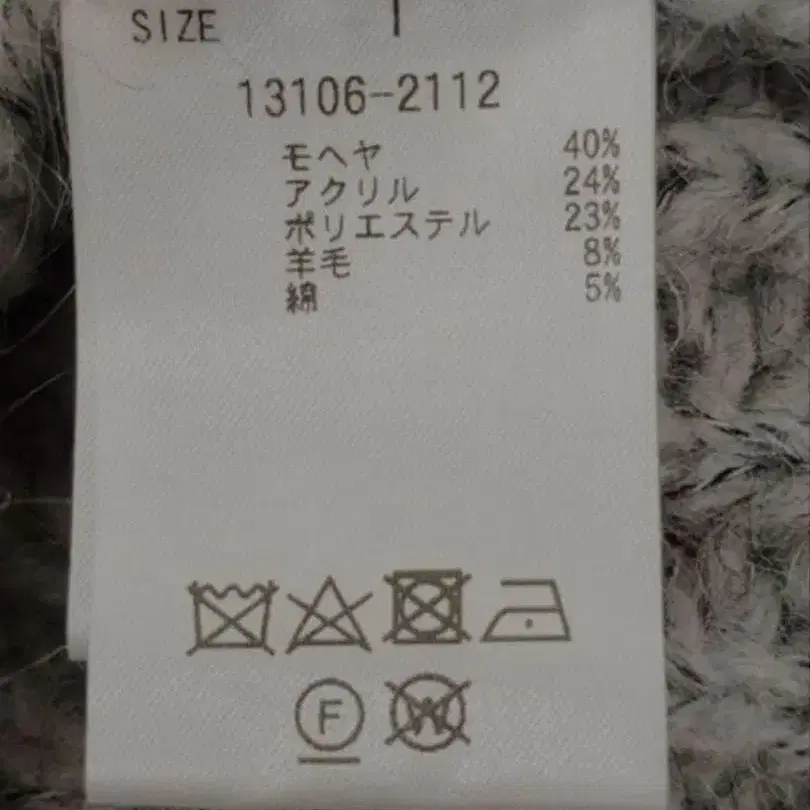 SIZE 1
13106-2112
モヘヤ 40%
アクリル 24%
ポリエステル 23%
羊毛 8%
綿 5%
F W